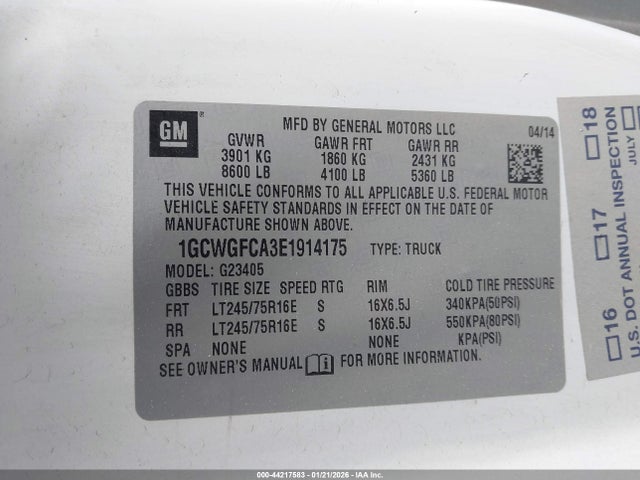 GM
MFD BY GENERAL MOTORS LLC 04/14
GVWR GAWR FRT GAWR RR
3901 KG 1860 KG 2431 KG
8600 LB 4100 LB 5360 LB
THIS VEHICLE CONFORMS TO ALL APPLICABLE U.S. FEDERAL MOTOR
VEHICLE SAFETY STANDARDS IN EFFECT ON THE DATE OF
MANUFACTURE SHOWN ABOVE.
1GCWGFCA3E1914175 TYPE: TRUCK
MODEL: G23405
GBBS TIRE SIZE SPEED RTG RIM COLD TIRE PRESSURE
FRT LT245/75R16E S 16X6.5J 340KPA(50PSI)
RR LT245/75R16E S 16X6.5J 550KPA(80PSI)
SPA NONE NONE KPA(PSI)
SEE OWNER'S MANUAL FOR MORE INFORMATION.
16 17 18
JULY
U.S. DOT ANNUAL INSPECTION
000-44217583 - 01/21/2026 - IAAI, Inc.